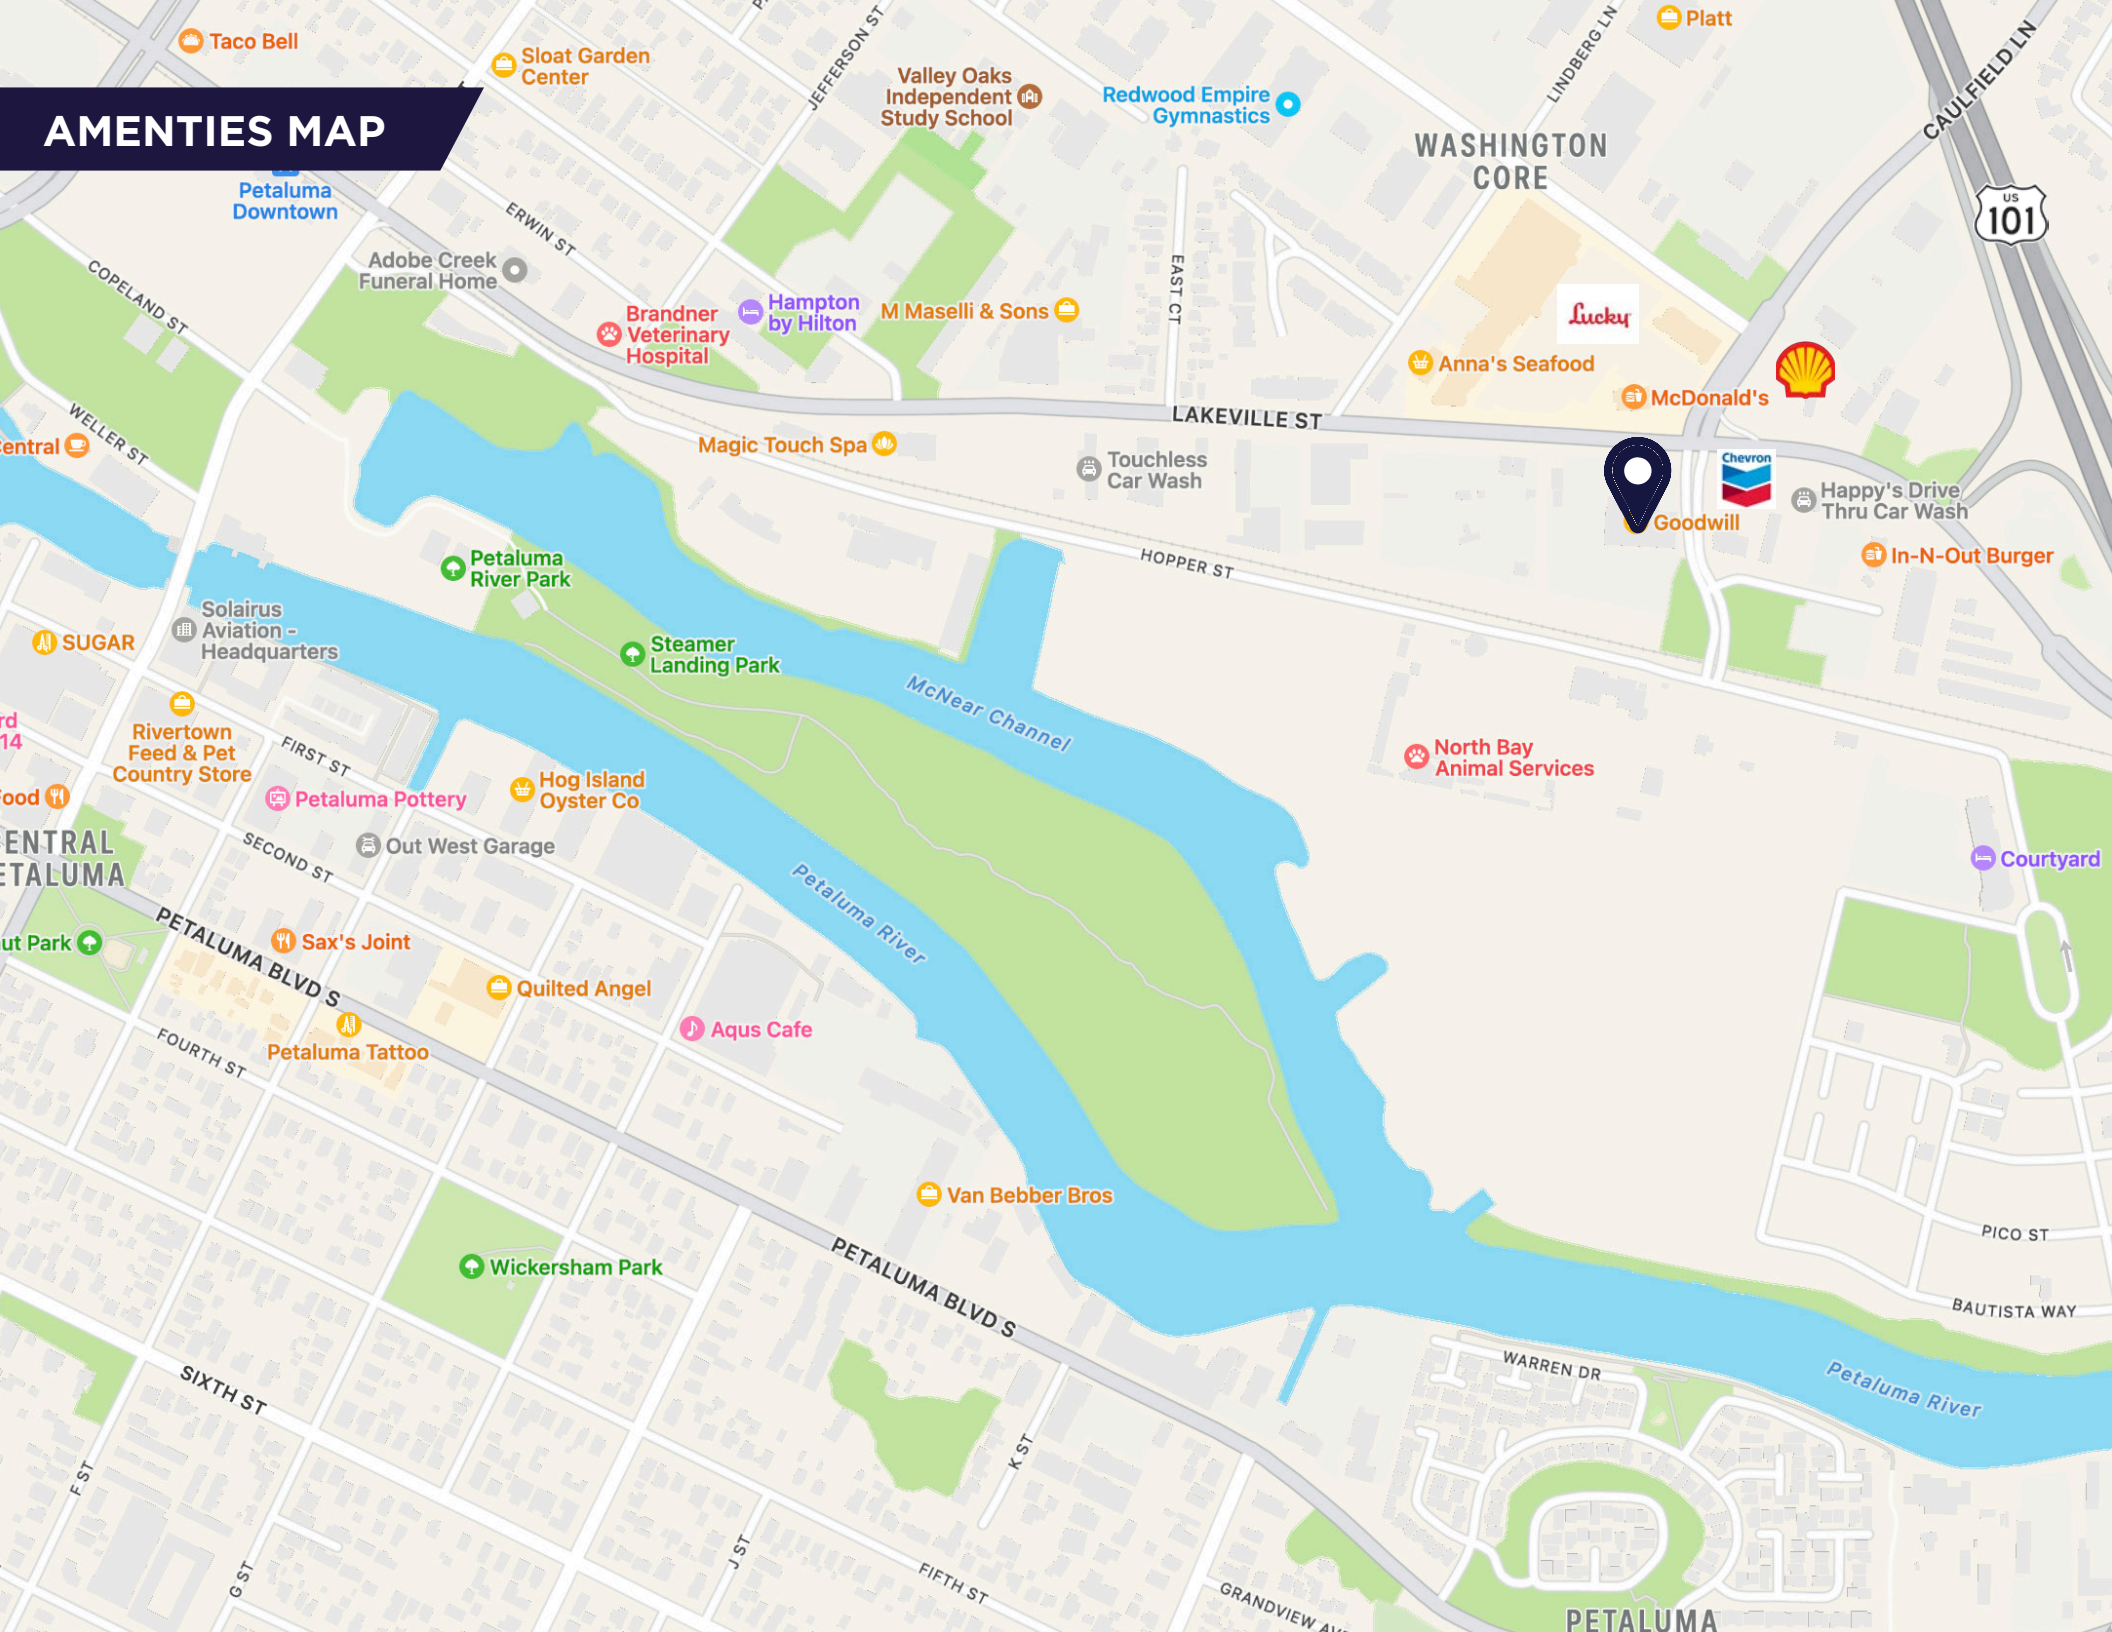 AMENTIES MAP
Taco Bell
Sloat Garden
Center
JEFFERSON ST
Valley Oaks
Independent
Study School
Redwood Empire
Gymnastics
LINDBERG LN
Platt
CAULFIELD LN
WASHINGTON
CORE
US
101
Petaluma
Downtown
ERWIN ST
Adobe Creek
Funeral Home
COPELAND ST
Brandner
Veterinary
Hospital
Hampton
by Hilton
M Maselli & Sons
EAST CT
Lucky
Anna's Seafood
McDonald's
LAKEVILLE ST
WELLER ST
Central
Magic Touch Spa
Touchless
Car Wash
Chevron
Happy's Drive
Thru Car Wash
Goodwill
In-N-Out Burger
HOPPER ST
Petaluma
River Park
Solairus
Aviation -
Headquarters
SUGAR
Steamer
Landing Park
McNear Channel
rd
14
Rivertown
Feed & Pet
Country Store
FIRST ST
North Bay
Animal Services
Hog Island
Oyster Co
Food
Petaluma Pottery
ENTRAL
ETALUMA
SECOND ST
Out West Garage
Courtyard
Petaluma River
ut Park
PETALUMA BLVD S
Sax's Joint
Quilted Angel
Aqus Cafe
FOURTH ST
Petaluma Tattoo
Van Bebber Bros
PICO ST
Wickersham Park
PETALUMA BLVD S
BAUTISTA WAY
WARREN DR
Petaluma River
SIXTH ST
K ST
F ST
J ST
G ST
FIFTH ST
GRANDVIEW AV
PETALUMA